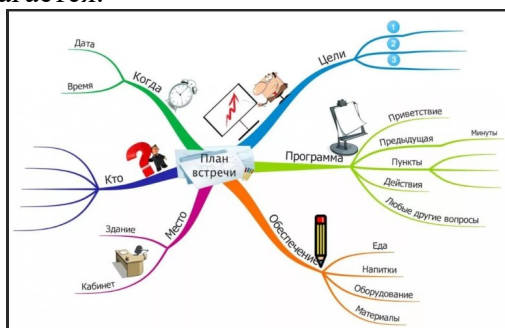 Дата
Время
Когда
Цели
1
2
3
Приветствие
Предыдущая
Минуты
Программа
Пункты
Действия
Любые другие вопросы
План
встречи
Кто
Место
Здание
Кабинет
Обеспечение
Еда
Напитки
Оборудование
Материалы